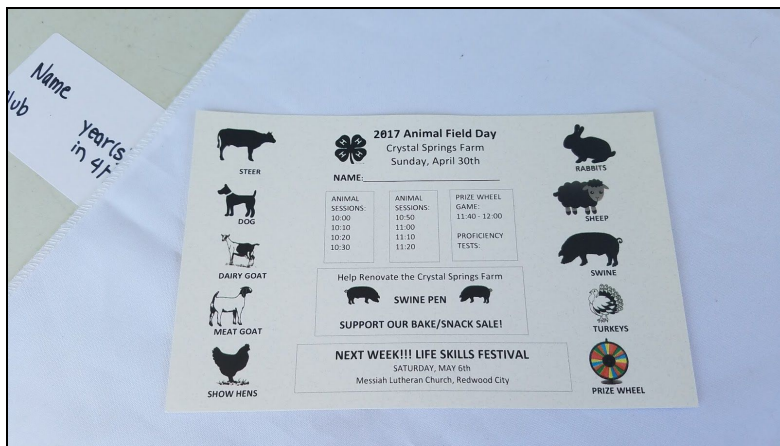 Name
lub
year(s
in 4H
2017 Animal Field Day
Crystal Springs Farm
Sunday, April 30th
NAME:
STEER
DOG
DAIRY GOAT
MEAT GOAT
SHOW HENS
ANIMAL
SESSIONS:
10:00
10:10
10:20
10:30
ANIMAL
SESSIONS:
10:50
11:00
11:10
11:20
PRIZE WHEEL
GAME:
11:40 - 12:00
PROFICIENCY
TESTS:
Help Renovate the Crystal Springs Farm
SWINE PEN
SUPPORT OUR BAKE/SNACK SALE!
NEXT WEEK!!! LIFE SKILLS FESTIVAL
SATURDAY, MAY 6th
Messiah Lutheran Church, Redwood City
RABBITS
SHEEP
SWINE
TURKEYS
PRIZE WHEEL